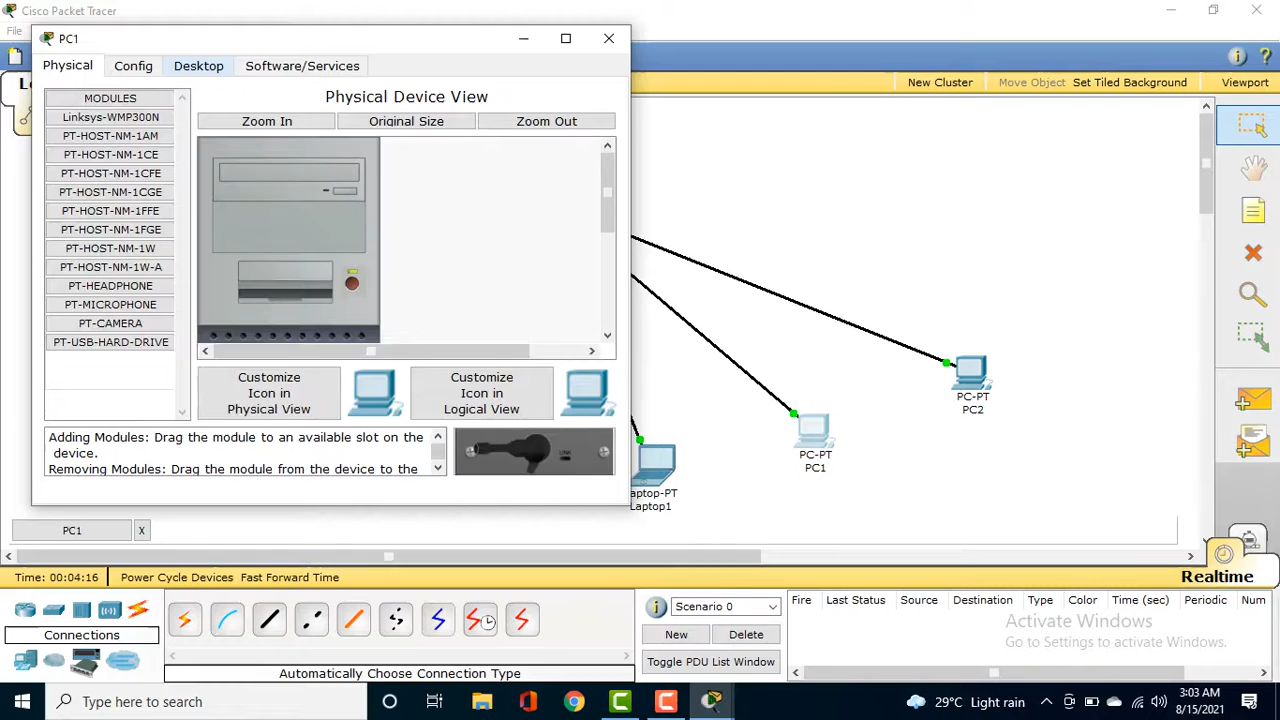 Cisco Packet Tracer
File
PC1
Physical
Config
Desktop
Software/Services
New Cluster
Move Object
Set Tiled Background
Viewport
MODULES
Linksys-WMP300N
PT-HOST-NM-1AM
PT-HOST-NM-1CE
PT-HOST-NM-1CFE
PT-HOST-NM-1CGE
PT-HOST-NM-1FFE
PT-HOST-NM-1FGE
PT-HOST-NM-1W
PT-HOST-NM-1W-A
PT-HEADPHONE
PT-MICROPHONE
PT-CAMERA
PT-USB-HARD-DRIVE
Physical Device View
Zoom In
Original Size
Zoom Out
Customize
Icon in
Physical View
Customize
Icon in
Logical View
Adding Modules: Drag the module to an available slot on the
device.
Removing Modules: Drag the module from the device to the
LINK
PC-PT
PC2
PC-PT
PC1
aptop-PT
Laptop1
PC1
X
Time: 00:04:16
Power Cycle Devices
Fast Forward Time
Realtime
Connections
Automatically Choose Connection Type
Scenario 0
New
Delete
Toggle PDU List Window
Fire
Last Status
Source
Destination
Type
Color
Time (sec)
Periodic
Num
Activate Windows
Go to Settings to activate Windows.
Type here to search
29°C
Light rain
3:03 AM
8/15/2021